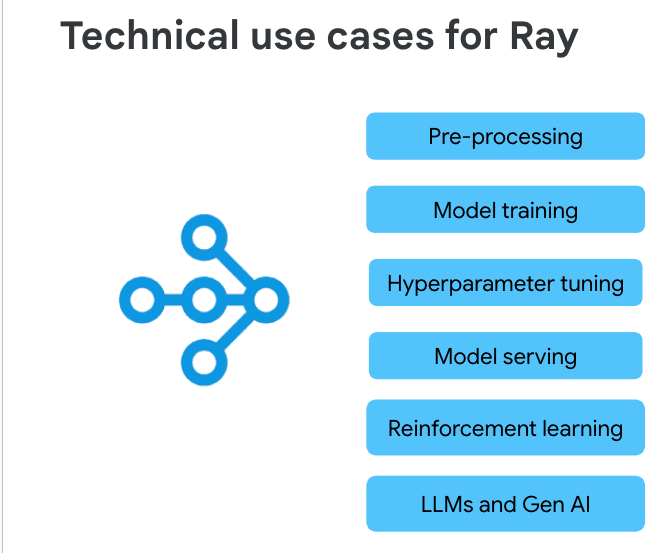 Technical use cases for Ray
Pre-processing
Model training
Hyperparameter tuning
Model serving
Reinforcement learning
LLMs and Gen AI